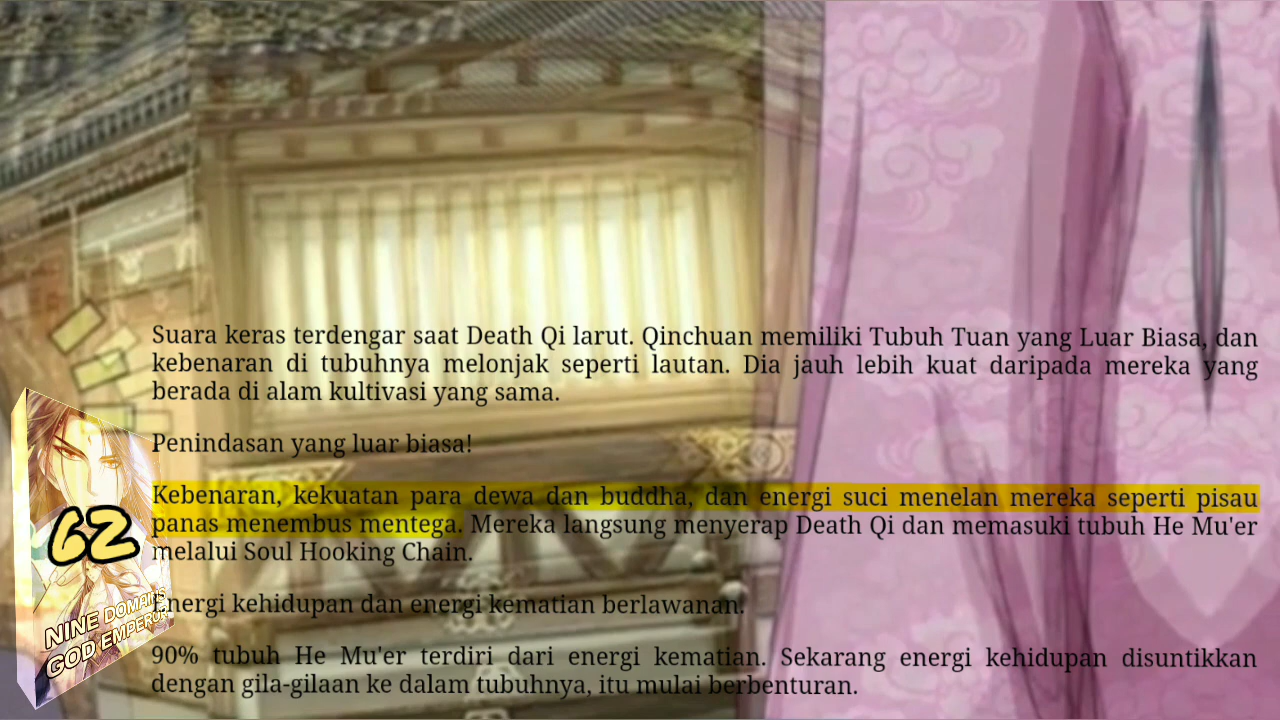 Suara keras terdengar saat Death Qi larut. Qinchuan memiliki Tubuh Tuan yang Luar Biasa, dan
kebenaran di tubuhnya melonjak seperti lautan. Dia jauh lebih kuat daripada mereka yang
berada di alam kultivasi yang sama.
Penindasan yang luar biasa!
Kebenaran, kekuatan para dewa dan buddha, dan energi suci menelan mereka seperti pisau
panas menembus mentega. Mereka langsung menyerap Death Qi dan memasuki tubuh He Mu'er
melalui Soul Hooking Chain.
Energi kehidupan dan energi kematian berlawanan.
90% tubuh He Mu'er terdiri dari energi kematian. Sekarang energi kehidupan disuntikkan
dengan gila-gilaan ke dalam tubuhnya, itu mulai berbenturan.
62
NINE DOMAINS
GOD EMPEROR